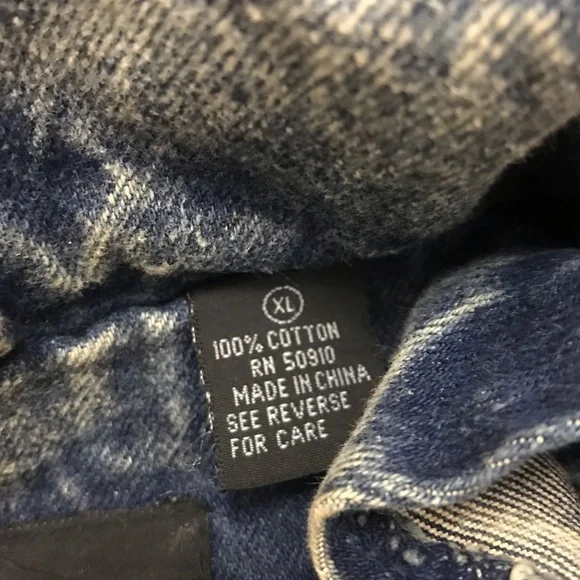 XL
100% COTTON
RN 50910
MADE IN CHINA
SEE REVERSE
FOR CARE